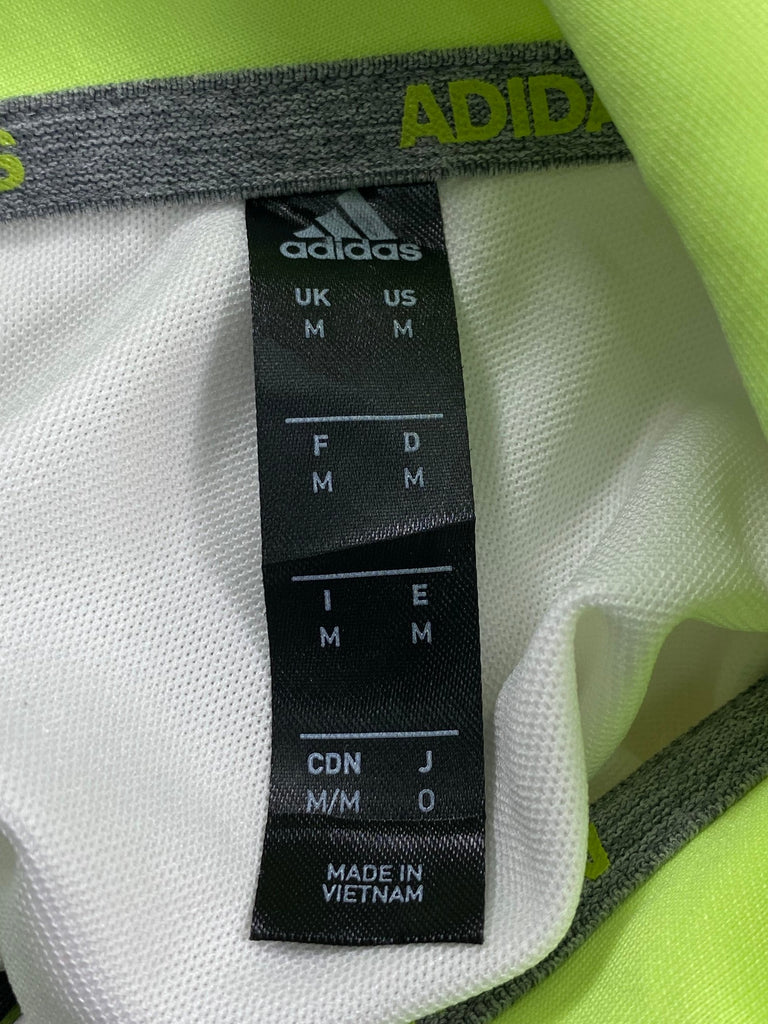 S
ADIDA
adidas
UK US
M M
F D
M M
I E
M M
CDN J
M/M O
MADE IN
VIETNAM